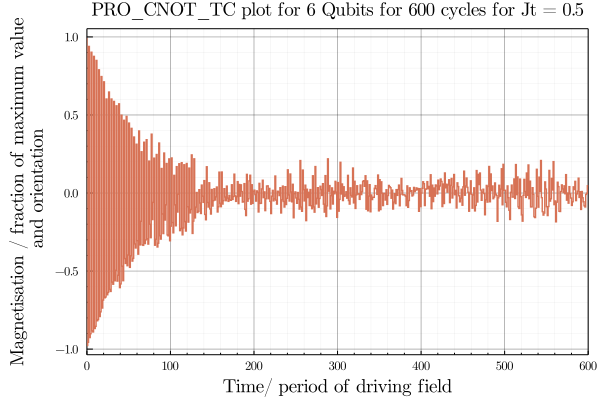 PRO_CNOT_TC plot for 6 Qubits for 600 cycles for Jt = 0.5
Magnetisation / fraction of maximum value
and orientation
1.0
0.5
0.0
−0.5
−1.0
0 100 200 300 400 500 600
Time/ period of driving field